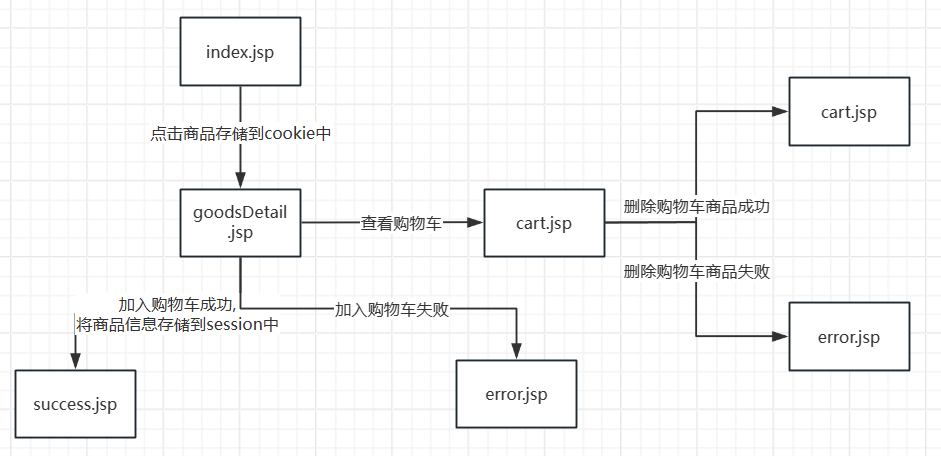 index.jsp
点击商品存储到cookie中
goodsDetail
.jsp
查看购物车
cart.jsp
删除购物车商品成功
cart.jsp
删除购物车商品失败
error.jsp
加入购物车成功,
将商品信息存储到session中
加入购物车失败
success.jsp
error.jsp